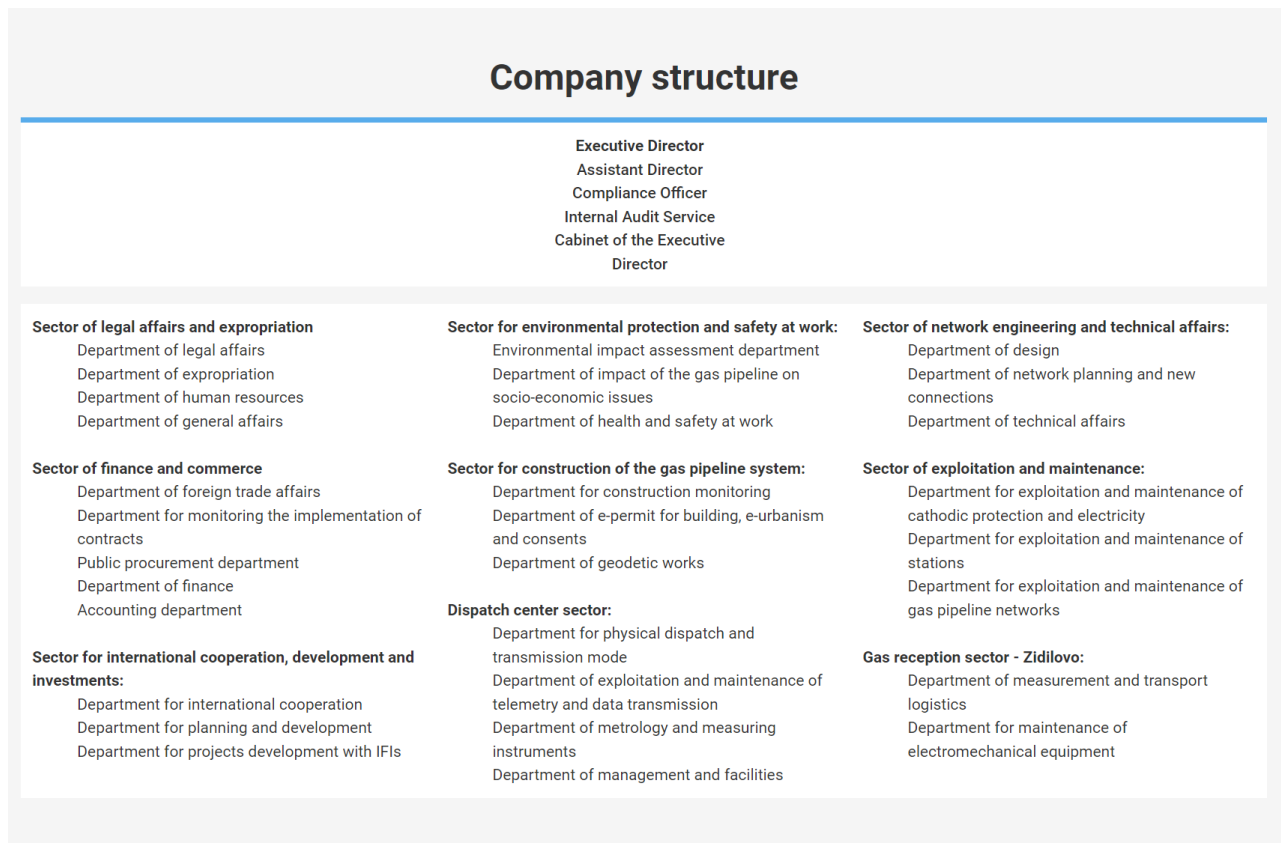 Company structure
Executive Director
Assistant Director
Compliance Officer
Internal Audit Service
Cabinet of the Executive
Director
Sector of legal affairs and expropriation
Department of legal affairs
Department of expropriation
Department of human resources
Department of general affairs
Sector of finance and commerce
Department of foreign trade affairs
Department for monitoring the implementation of
contracts
Public procurement department
Department of finance
Accounting department
Sector for international cooperation, development and
investments:
Department for international cooperation
Department for planning and development
Department for projects development with IFIs
Sector for environmental protection and safety at work:
Environmental impact assessment department
Department of impact of the gas pipeline on
socio-economic issues
Department of health and safety at work
Sector for construction of the gas pipeline system:
Department for construction monitoring
Department of e-permit for building, e-urbanism
and consents
Department of geodetic works
Dispatch center sector:
Department for physical dispatch and
transmission mode
Department of exploitation and maintenance of
telemetry and data transmission
Department of metrology and measuring
instruments
Department of management and facilities
Sector of network engineering and technical affairs:
Department of design
Department of network planning and new
connections
Department of technical affairs
Sector of exploitation and maintenance:
Department for exploitation and maintenance of
cathodic protection and electricity
Department for exploitation and maintenance of
stations
Department for exploitation and maintenance of
gas pipeline networks
Gas reception sector - Zidilovo:
Department of measurement and transport
logistics
Department for maintenance of
electromechanical equipment